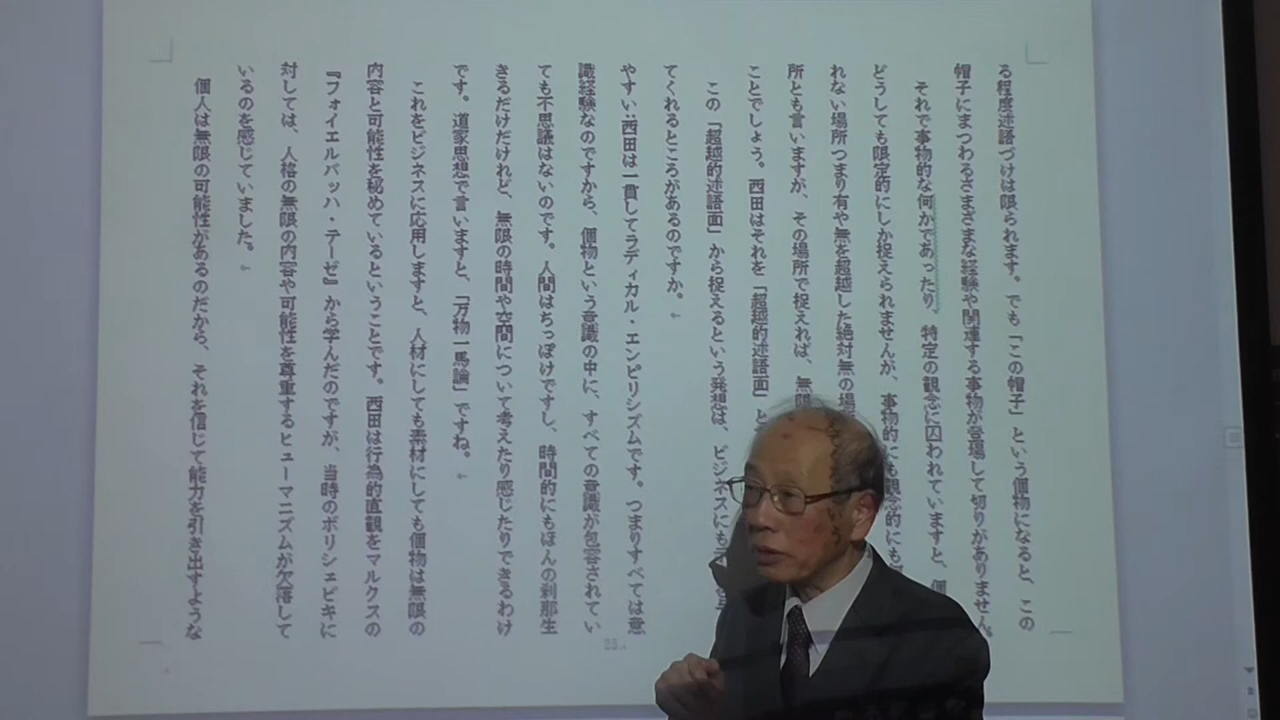 る程度述語づけは限られます。でも「この帽子」という個物になると、この
帽子にまつわるさまざまな経験や関連する事物が登場して切りがありません。
それで事物的な何かであったり、特定の観念に囚われていますと、個
どうしても限定的にしか捉えられませんが、事物的にも観念的にも
れない場所つまり有や無を超越した絶対無の場
所とも言いますが、その場所で捉えれば、無限
ことでしょう。西田はそれを「超越的述語面」と
この「超越的述語面」から捉えるという発想は、ビジネスにも
てくれるところがあるのですか。
やすい:西田は一貫してラディカル・エンピリシズムです。つまりすべては意
識経験なのですから、個物という意識の中に、すべての意識が包容されてい
ても不思議はないのです。人間はちっぽけですし、時間的にもほんの刹那生
きるだけだけれど、無限の時間や空間について考えたり感じたりできるわけ
です。道家思想で言いますと、「万物一馬論」ですね。
これをビジネスに応用しますと、人材にしても素材にしても個物は無限の
内容と可能性を秘めているということです。西田は行為的直観をマルクスの
『フォイエルバッハ・テーゼ』から学んだのですが、当時のボリシェビキに
対しては、人格の無限の内容や可能性を尊重するヒューマニズムが欠落して
いるのを感じていました。
個人は無限の可能性があるのだから、それを信じて能力を引き出すような